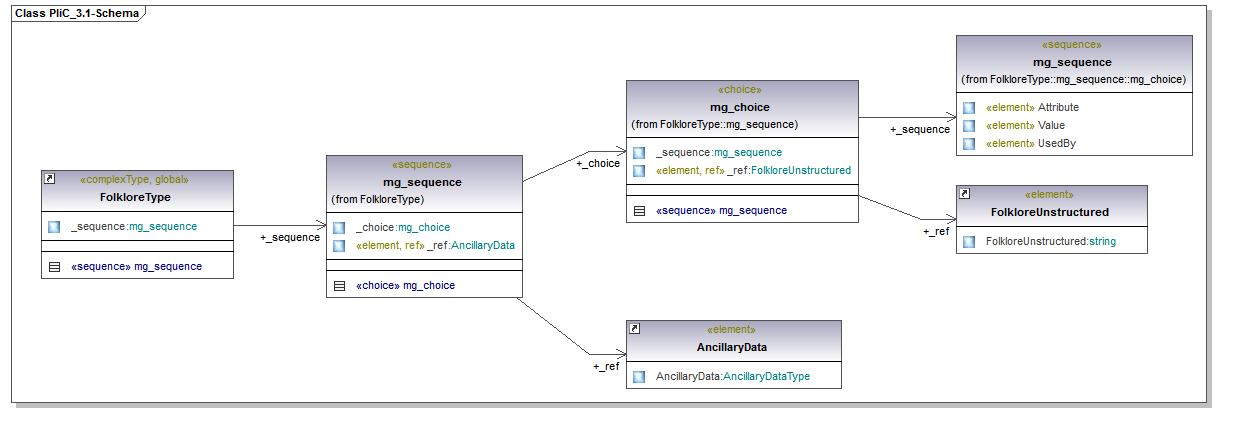 Class PliC_3.1-Schema
«complexType, global»
FolkloreType
_sequence:mg_sequence
«sequence» mg_sequence
+_sequence
«sequence»
mg_sequence
(from FolkloreType)
_choice:mg_choice
«element, ref» _ref:AncillaryData
«choice» mg_choice
+_choice
+_ref
«choice»
mg_choice
(from FolkloreType::mg_sequence)
_sequence:mg_sequence
«element, ref» _ref:FolkloreUnstructured
«sequence» mg_sequence
+_sequence
+_ref
«sequence»
mg_sequence
(from FolkloreType::mg_sequence::mg_choice)
«element» Attribute
«element» Value
«element» UsedBy
«element»
FolkloreUnstructured
FolkloreUnstructured:string
«element»
AncillaryData
AncillaryData:AncillaryDataType